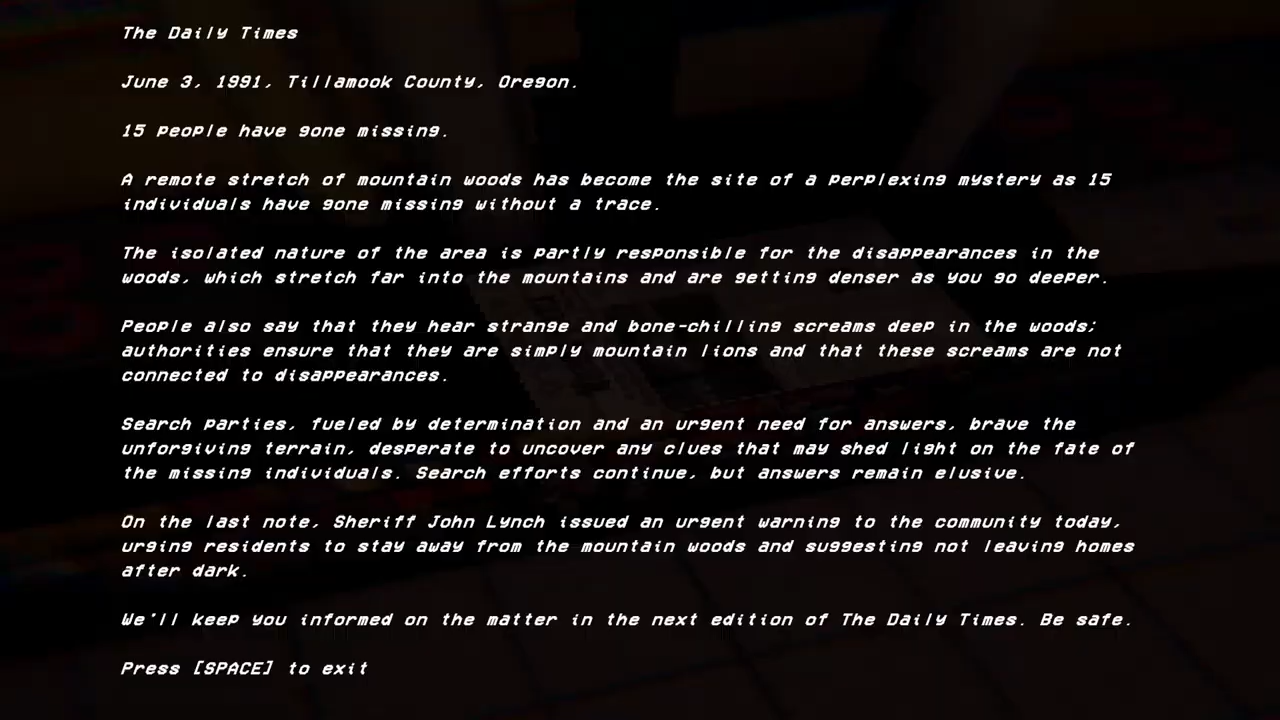 The Daily Times
June 3, 1991, Tillamook County, Oregon.
15 people have gone missing.
A remote stretch of mountain woods has become the site of a perplexing mystery as 15
individuals have gone missing without a trace.
The isolated nature of the area is partly responsible for the disappearances in the
woods, which stretch far into the mountains and are getting denser as you go deeper.
People also say that they hear strange and bone-chilling screams deep in the woods;
authorities ensure that they are simply mountain lions and that these screams are not
connected to disappearances.
Search parties, fueled by determination and an urgent need for answers, brave the
unforgiving terrain, desperate to uncover any clues that may shed light on the fate of
the missing individuals. Search efforts continue, but answers remain elusive.
On the last note, Sheriff John Lynch issued an urgent warning to the community today,
urging residents to stay away from the mountain woods and suggesting not leaving homes
after dark.
We'll keep you informed on the matter in the next edition of The Daily Times. Be safe.
Press [SPACE] to exit